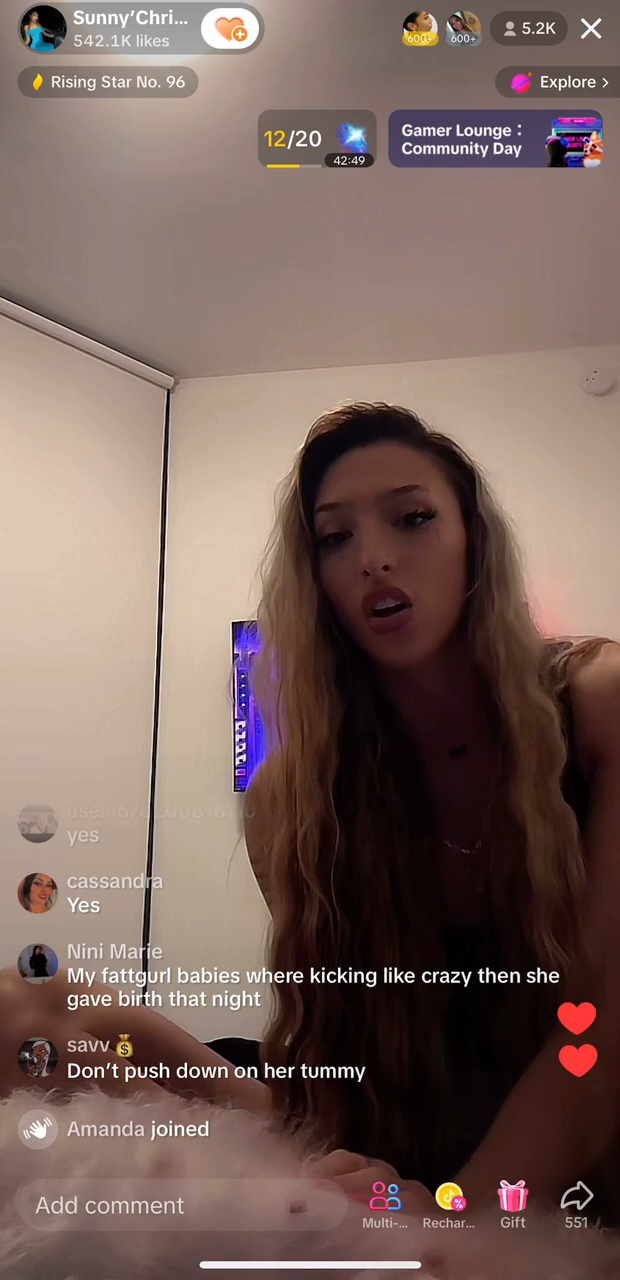 Sunny’Chri...
542.1K likes
600+
600+
5.2K
Rising Star No. 96
Explore >
12/20
42:49
Gamer Lounge :
Community Day
yes
cassandra
Yes
Nini Marie
My fattgurl babies where kicking like crazy then she
gave birth that night
savv💰
Don’t push down on her tummy
Amanda joined
Add comment
Multi-...
Rechar...
Gift
551